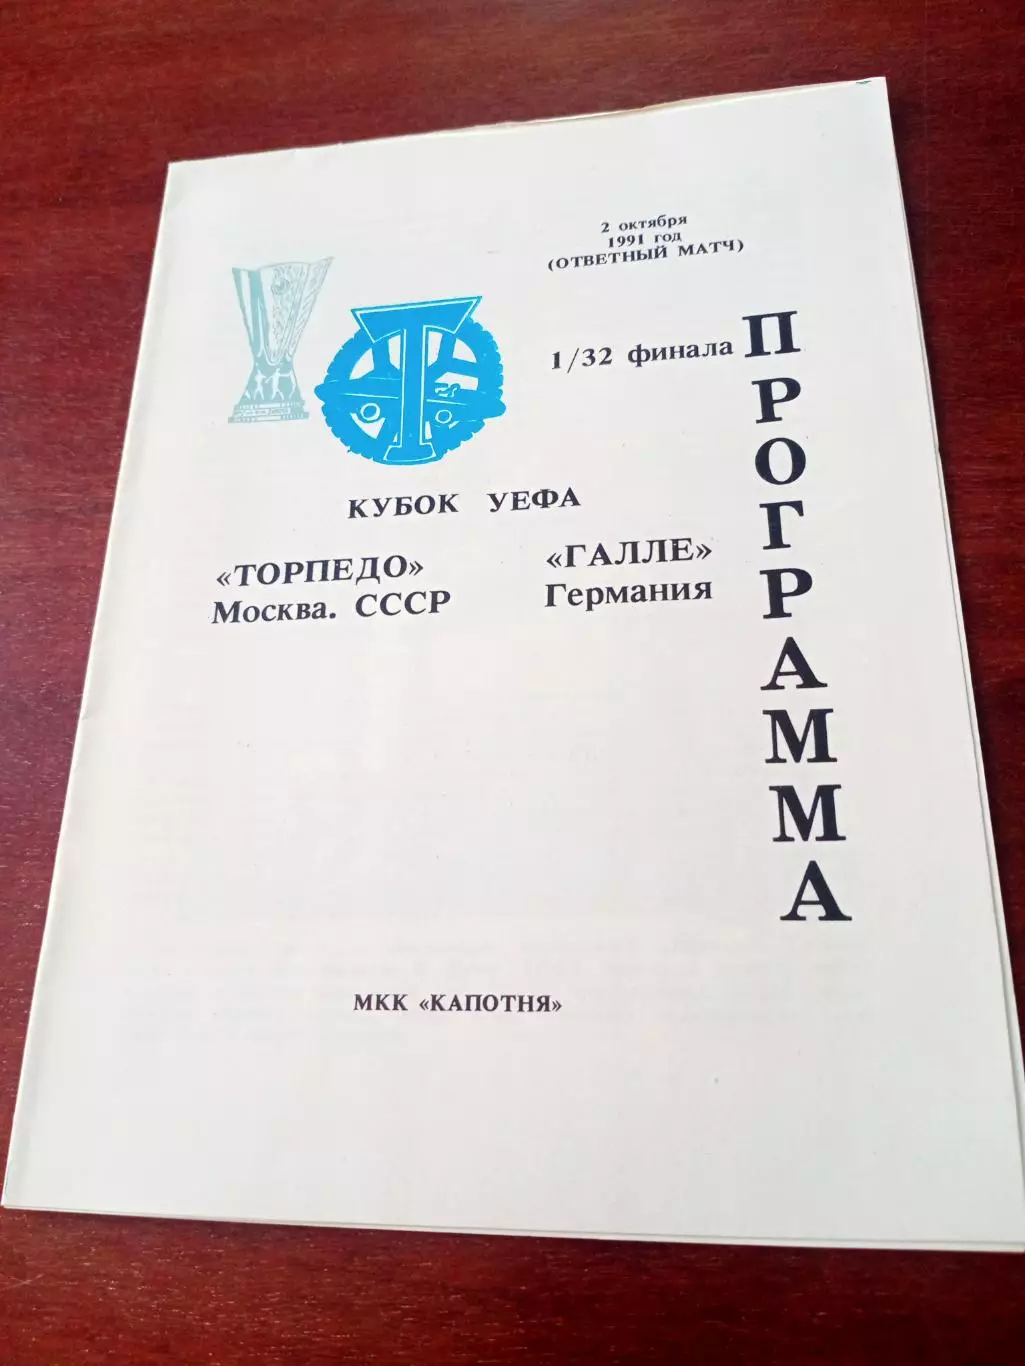 2 октября
1991 год
(ОТВЕТНЫЙ МАТЧ)
1/32 финала
ПРОГРАММА
КУБОК УЕФА
«ТОРПЕДО»
Москва. СССР
«ГАЛЛЕ»
Германия
МКК «КАПОТНЯ»